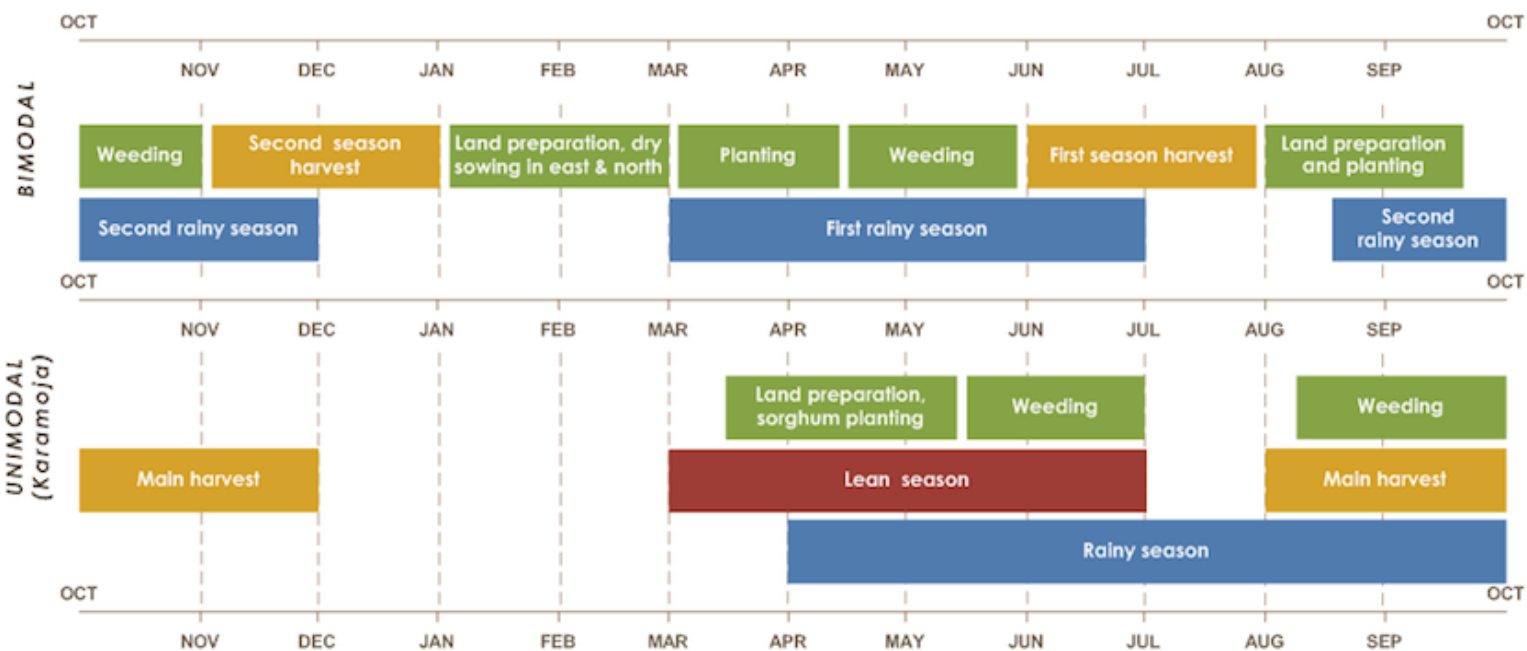 OCT OCT
NOV DEC JAN FEB MAR APR MAY JUN JUL AUG SEP
BIMODAL
Weeding
Second season
harvest
Land preparation, dry
sowing in east & north
Planting
Weeding
First season harvest
Land preparation
and planting
Second rainy season
First rainy season
Second
rainy season
OCT OCT
NOV DEC JAN FEB MAR APR MAY JUN JUL AUG SEP
UNIMODAL
(Karamoja)
Land preparation,
sorghum planting
Weeding
Weeding
Main harvest
Lean season
Main harvest
Rainy season
OCT OCT
NOV DEC JAN FEB MAR APR MAY JUN JUL AUG SEP